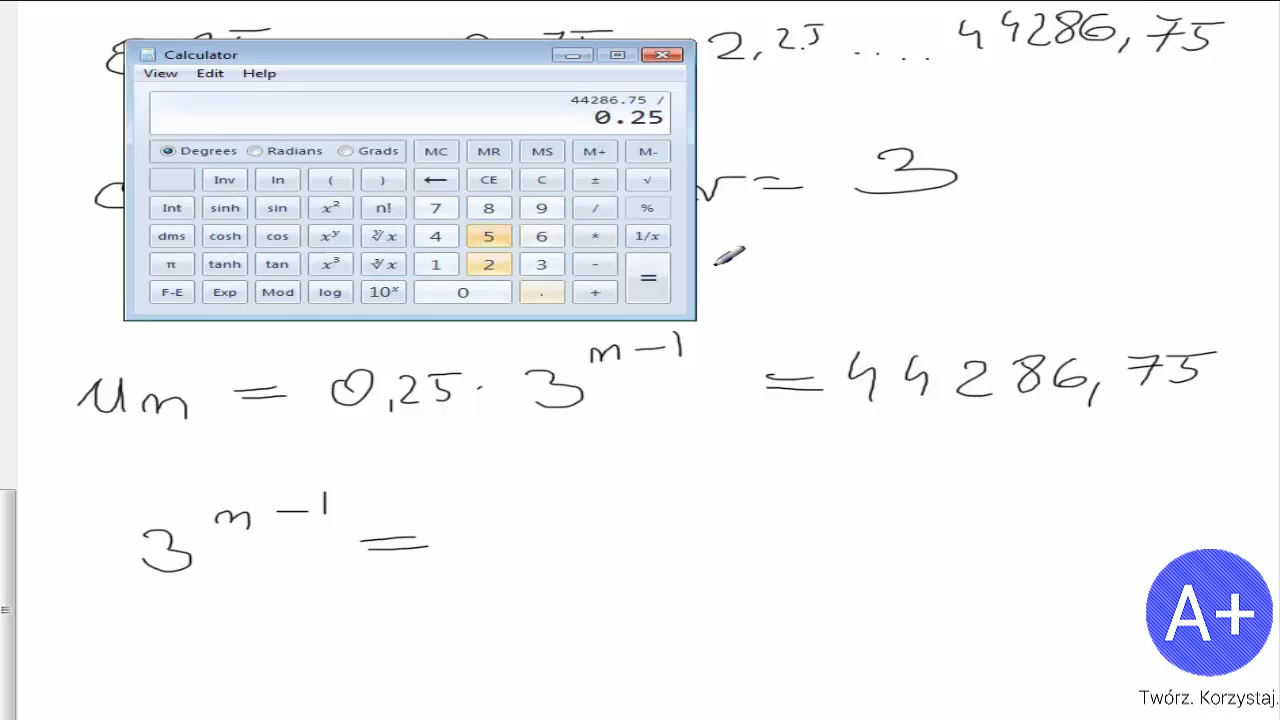 2,25 .... 44286,75
Calculator
View Edit Help
44286.75 /
0.25
Degrees Radians Grads MC MR MS M+ M-
Inv ln ( ) ← CE C ± √
Int sinh sin x² n! 7 8 9 / %
dms cosh cos xʸ ʸ√x 4 5 6 * 1/x
π tanh tan x³ ³√x 1 2 3 - =
F-E Exp Mod log 10ˣ 0 . +
= 3
un = 0,25 · 3^(n-1) = 44286,75
3^(n-1) =
A+
Twórz. Korzystaj.